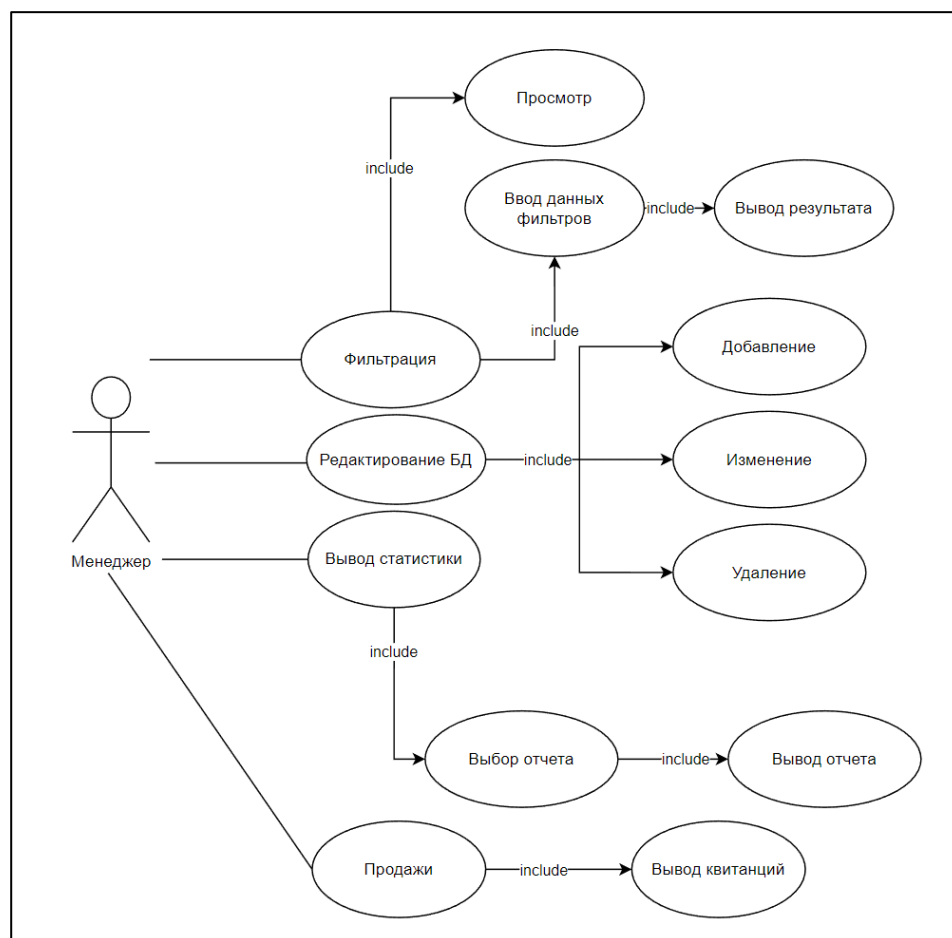 Просмотр
include
Ввод данных
фильтров
include
Вывод результата
include
Фильтрация
Добавление
Редактирование БД
include
Изменение
Вывод статистики
Менеджер
Удаление
include
Выбор отчета
include
Вывод отчета
Продажи
include
Вывод квитанций